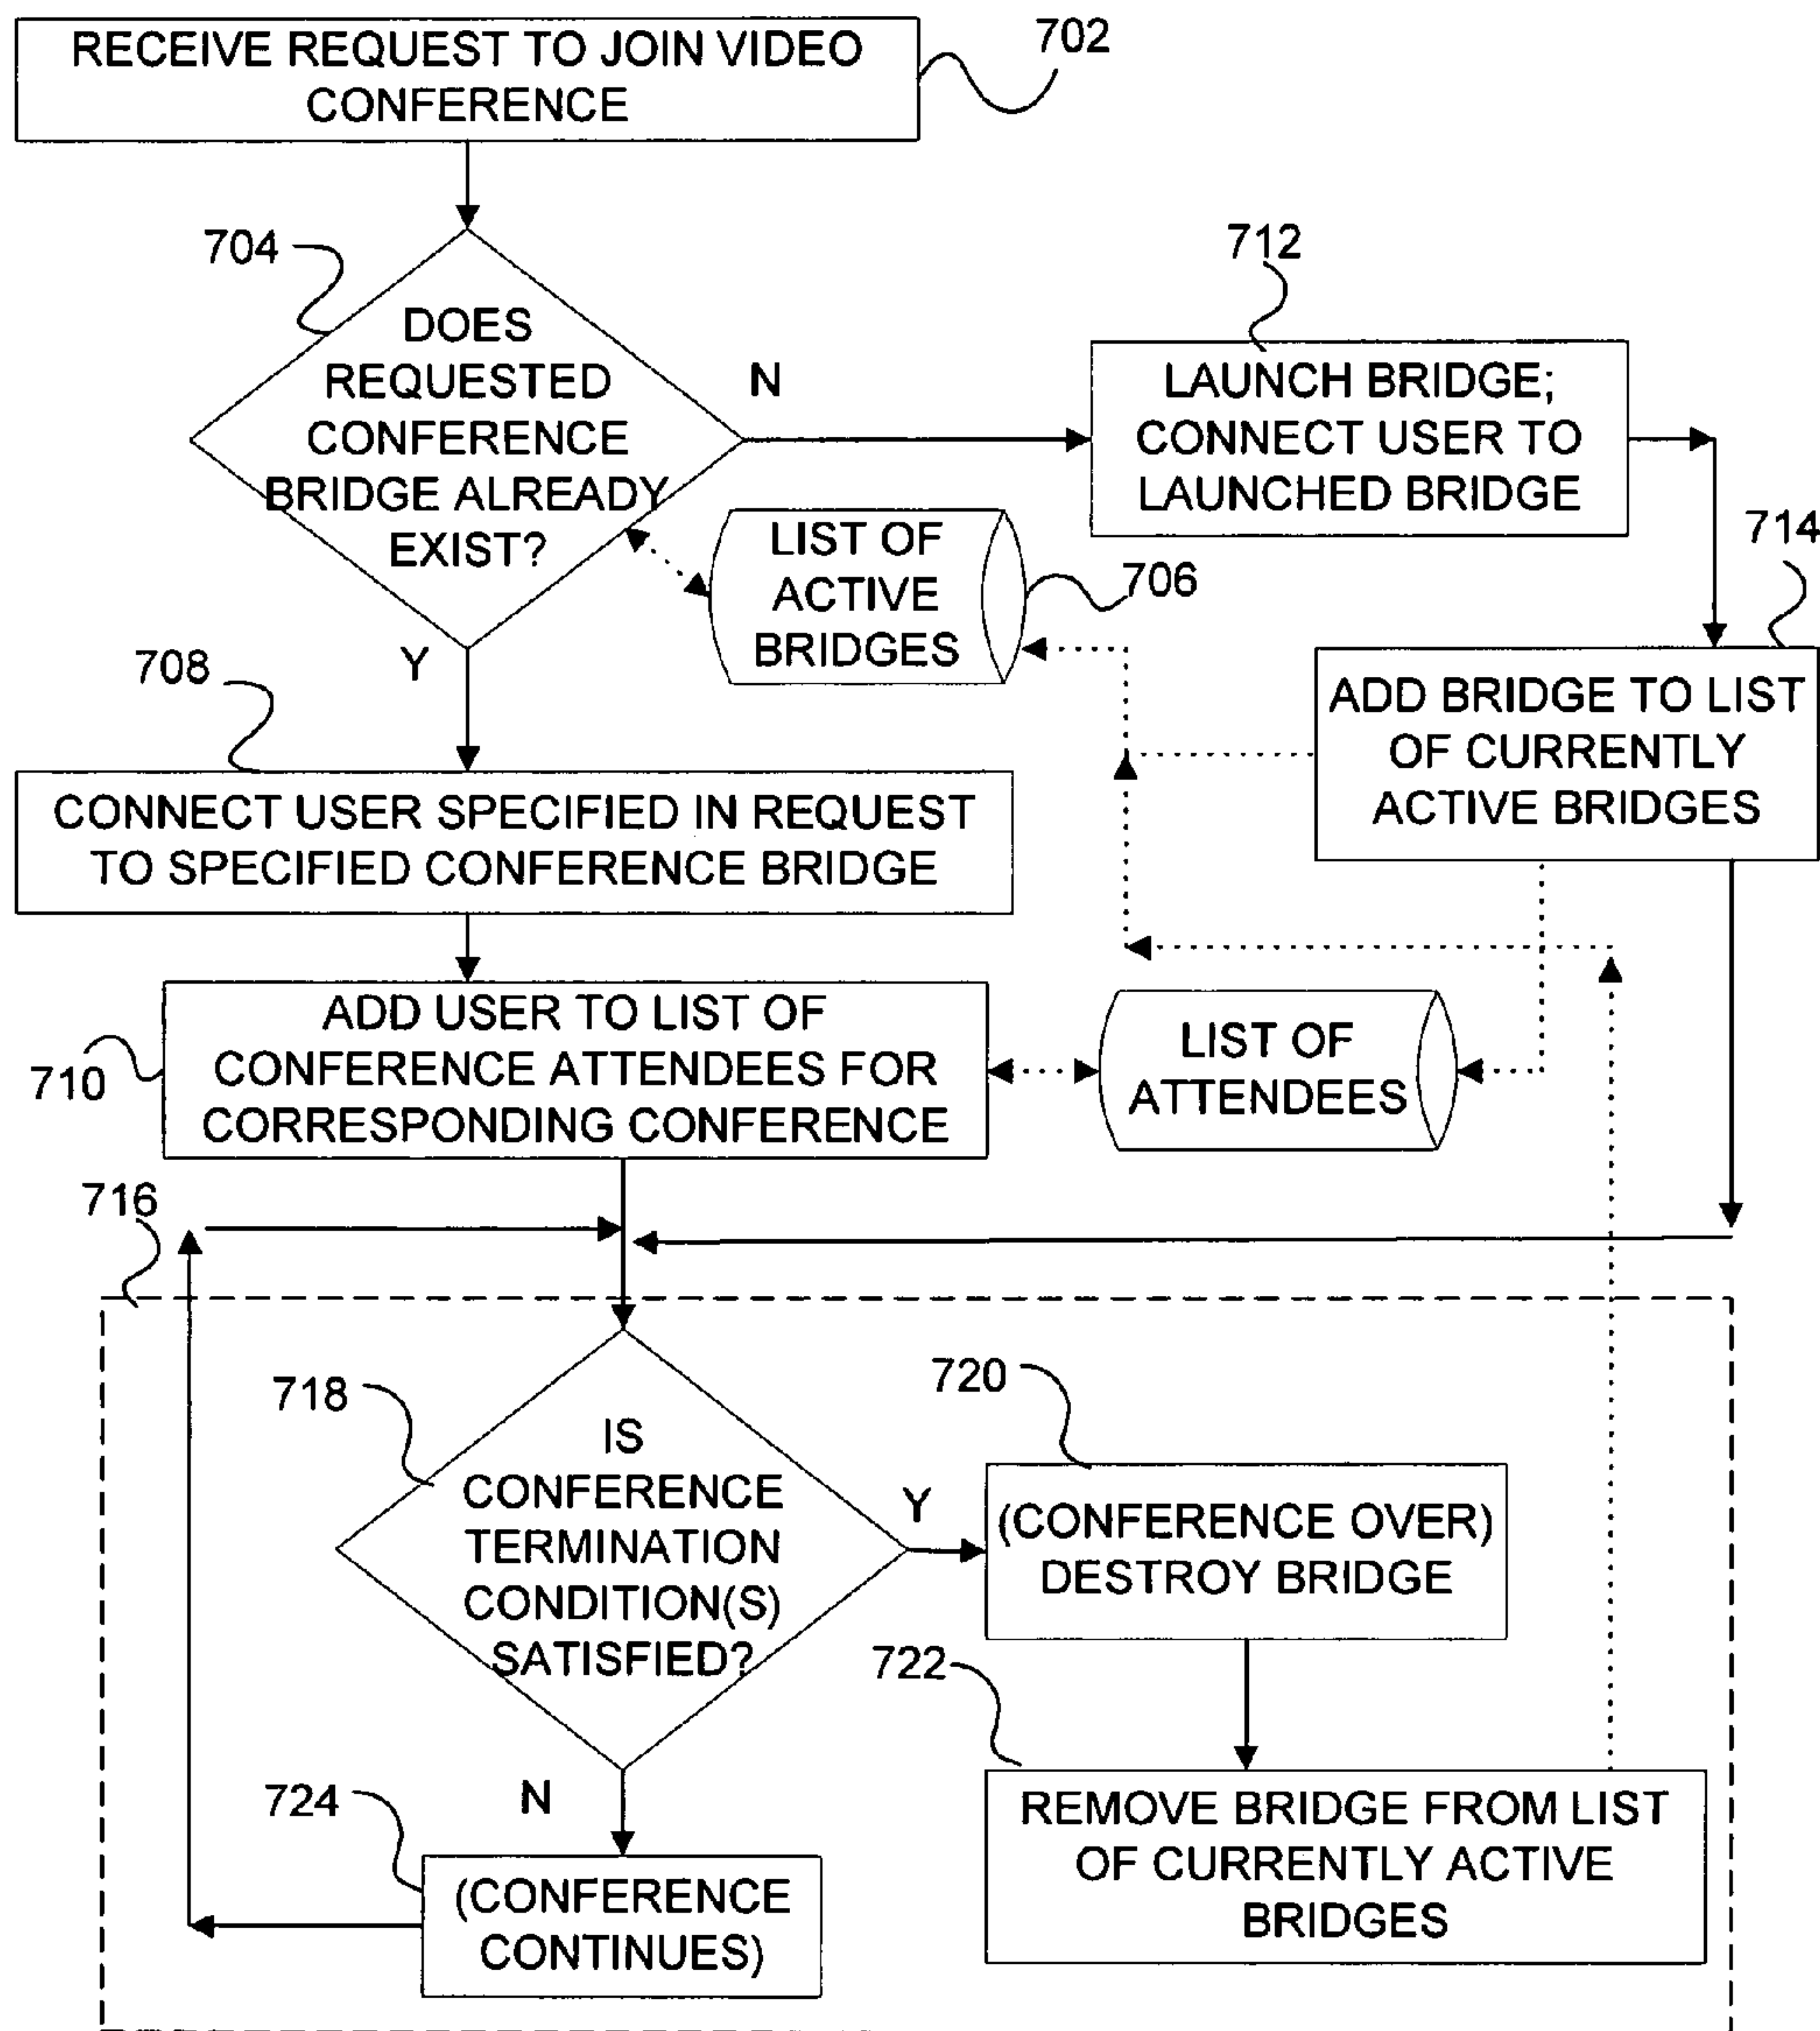 RECEIVE REQUEST TO JOIN VIDEO
CONFERENCE
702
704
DOES
REQUESTED
CONFERENCE
BRIDGE ALREADY
EXIST?
N
712
LAUNCH BRIDGE;
CONNECT USER TO
LAUNCHED BRIDGE
714
LIST OF
ACTIVE
BRIDGES
706
ADD BRIDGE TO LIST
OF CURRENTLY
ACTIVE BRIDGES
Y
708
CONNECT USER SPECIFIED IN REQUEST
TO SPECIFIED CONFERENCE BRIDGE
710
ADD USER TO LIST OF
CONFERENCE ATTENDEES FOR
CORRESPONDING CONFERENCE
LIST OF
ATTENDEES
716
718
IS
CONFERENCE
TERMINATION
CONDITION(S)
SATISFIED?
Y
720
(CONFERENCE OVER)
DESTROY BRIDGE
722
REMOVE BRIDGE FROM LIST
OF CURRENTLY ACTIVE
BRIDGES
N
724
(CONFERENCE
CONTINUES)